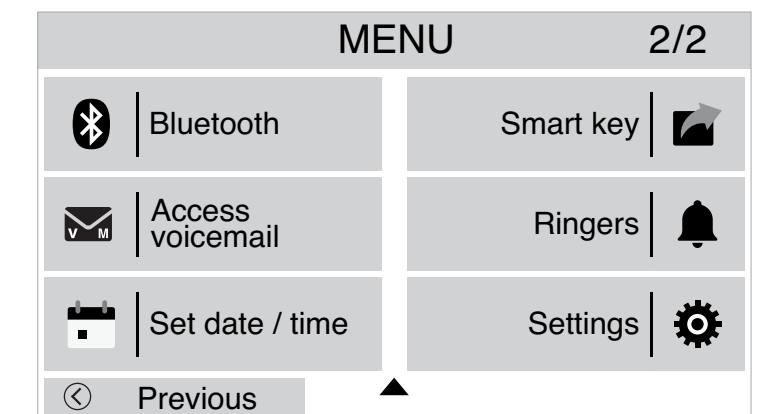 MENU 2/2
Bluetooth
Smart key
Access
voicemail
V M
Ringers
Set date / time
Settings
Previous